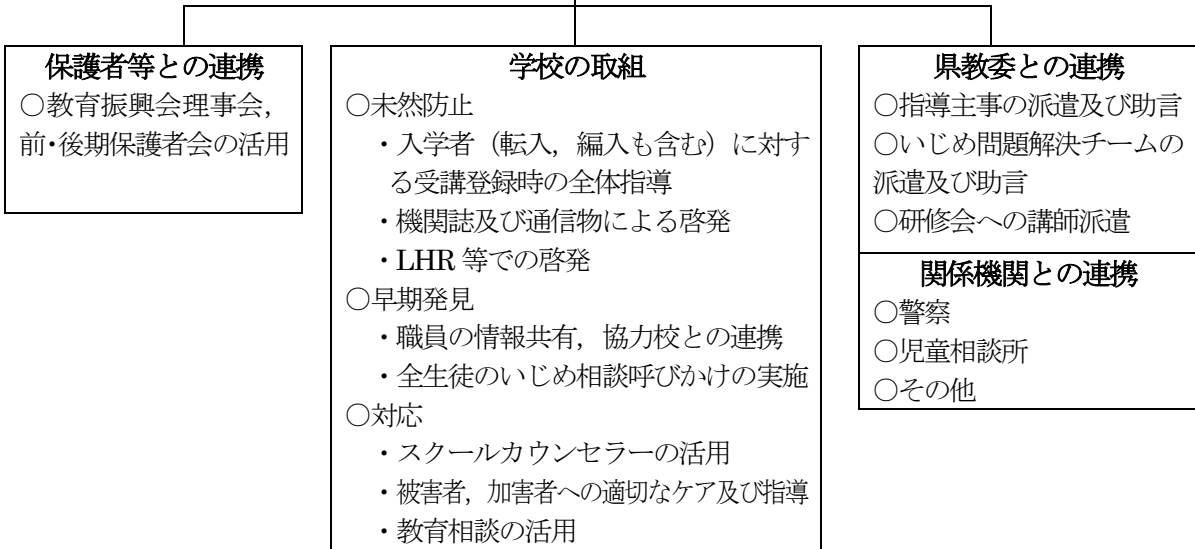 保護者等との連携
○教育振興会理事会，
前・後期保護者会の活用
学校の取組
○未然防止
・入学者（転入，編入も含む）に対す
る受講登録時の全体指導
・機関誌及び通信物による啓発
・LHR 等での啓発
○早期発見
・職員の情報共有，協力校との連携
・全生徒のいじめ相談呼びかけの実施
○対応
・スクールカウンセラーの活用
・被害者，加害者への適切なケア及び指導
・教育相談の活用
県教委との連携
○指導主事の派遣及び助言
○いじめ問題解決チームの
派遣及び助言
○研修会への講師派遣
関係機関との連携
○警察
○児童相談所
○その他